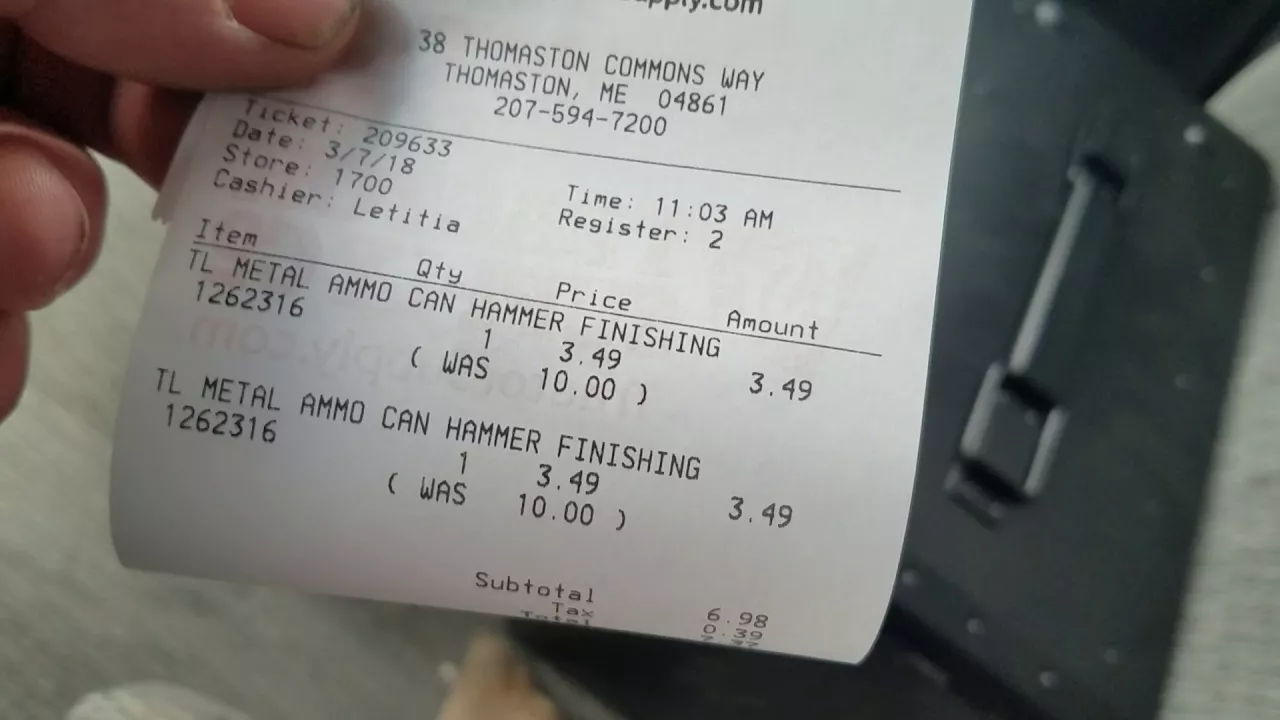 38 THOMASTON COMMONS WAY
THOMASTON, ME 04861
207-594-7200
Ticket: 209633
Date: 3/7/18 Time: 11:03 AM
Store: 1700 Register: 2
Cashier: Letitia
Item Qty Price Amount
TL METAL AMMO CAN HAMMER FINISHING
1262316 1 3.49 3.49
( WAS 10.00 )
TL METAL AMMO CAN HAMMER FINISHING
1262316 1 3.49 3.49
( WAS 10.00 )
Subtotal 6.98
Tax 0.39
Total